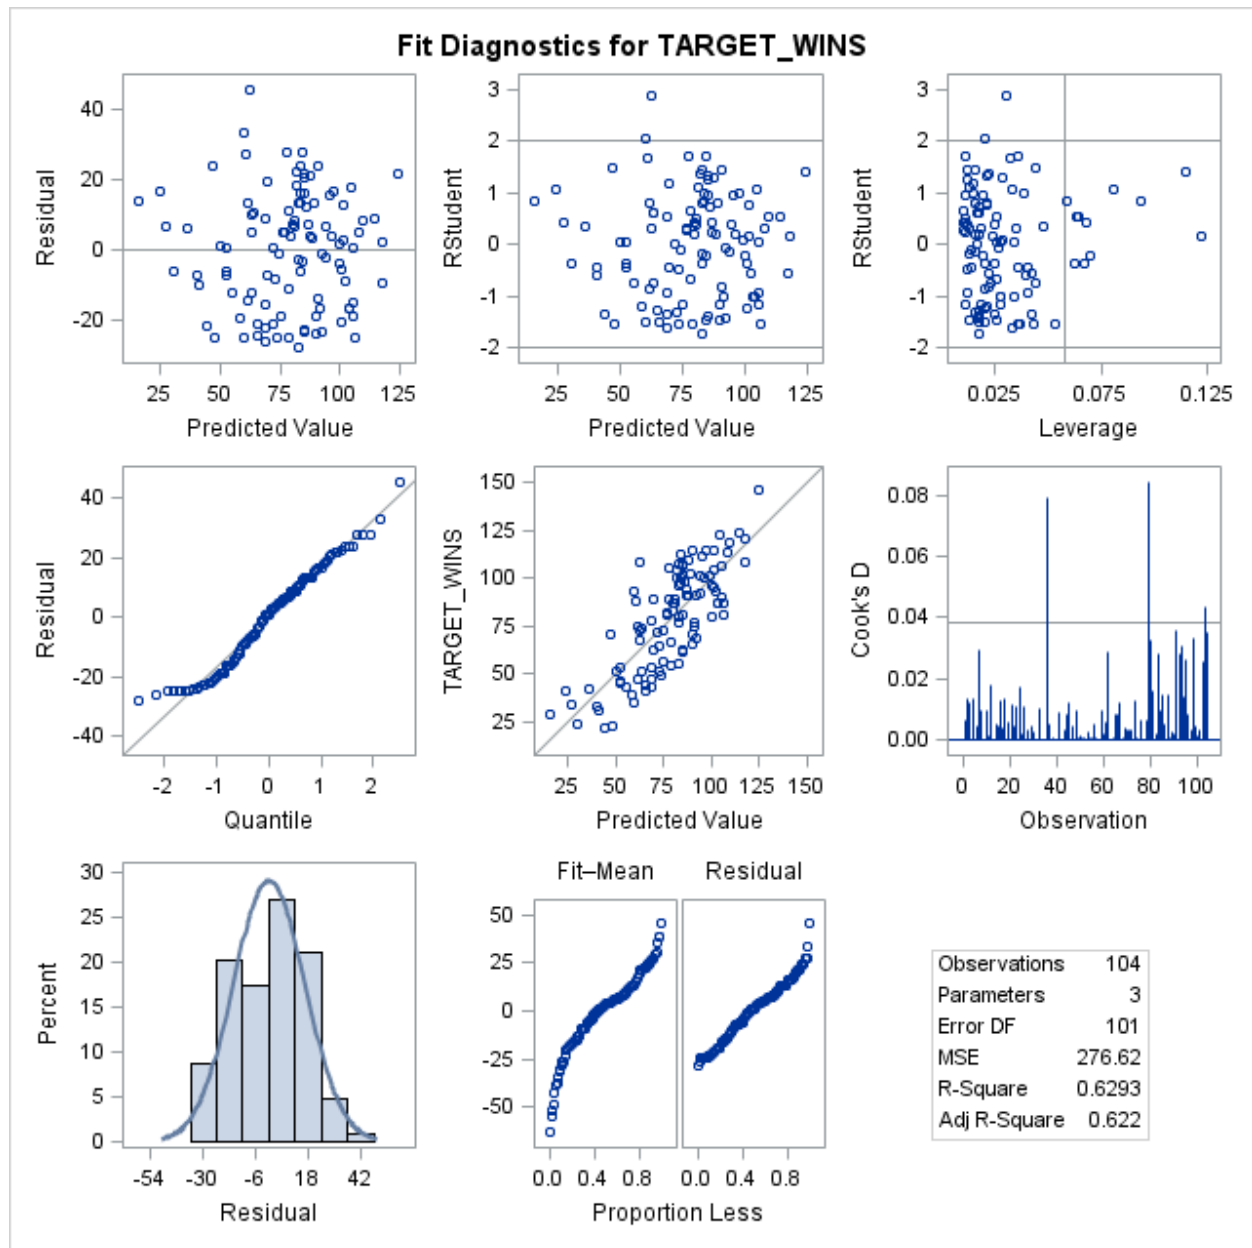 Fit Diagnostics for TARGET_WINS
40
20
0
-20
Residual
25 50 75 100 125
Predicted Value
3
2
1
0
-1
-2
RStudent
25 50 75 100 125
Predicted Value
3
2
1
0
-1
-2
RStudent
0.025 0.075 0.125
Leverage
40
20
0
-20
-40
Residual
-2 -1 0 1 2
Quantile
150
125
100
75
50
25
TARGET_WINS
25 50 75 100 125 150
Predicted Value
0.08
0.06
0.04
0.02
0.00
Cook's D
0 20 40 60 80 100
Observation
30
25
20
15
10
5
0
Percent
-54 -30 -6 18 42
Residual
Fit–Mean Residual
50
25
0
-25
-50
0.0 0.4 0.8 0.0 0.4 0.8
Proportion Less
Observations 104
Parameters 3
Error DF 101
MSE 276.62
R-Square 0.6293
Adj R-Square 0.622